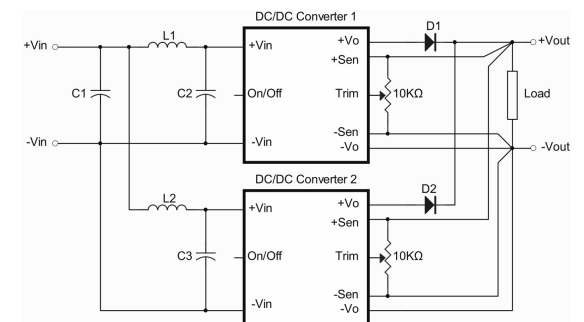 DC/DC Converter 1
D1
L1
+Vin
+Vin
+Vo
+Vout
+Sen
C1
C2
On/Off
Trim
10KΩ
Load
-Sen
-Vin
-Vin
-Vo
-Vout
DC/DC Converter 2
D2
L2
+Vin
+Vo
+Sen
C3
On/Off
Trim
10KΩ
-Sen
-Vin
-Vo